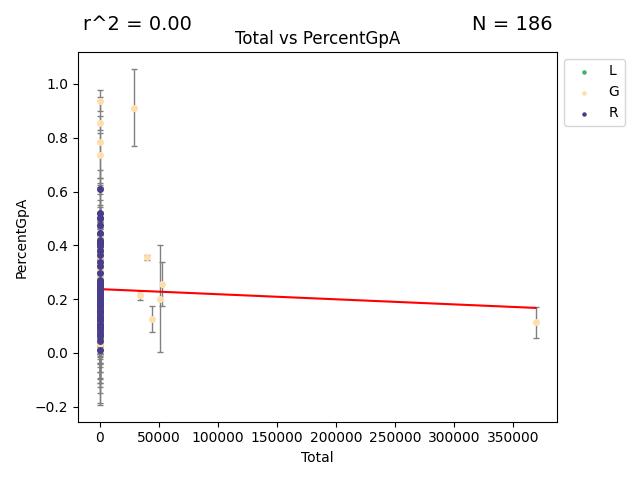 r^2 = 0.00
N = 186
Total vs PercentGpA
L
G
R
1.0
0.8
0.6
0.4
0.2
0.0
−0.2
PercentGpA
0 50000 100000 150000 200000 250000 300000 350000
Total